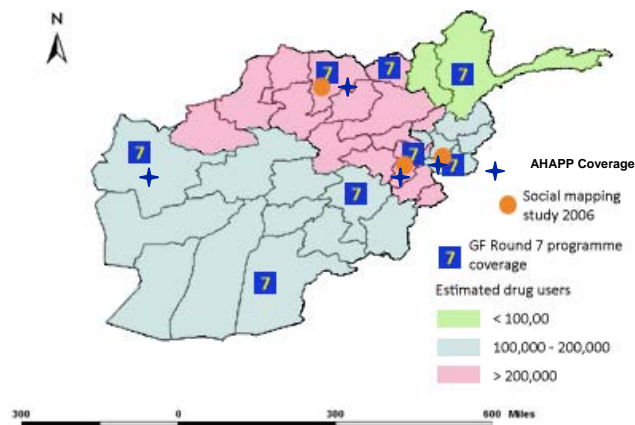 N
7
7
7
7
7
7
7
7
AHAPP Coverage
Social mapping
study 2006
7
GF Round 7 programme
coverage
Estimated drug users
< 100,00
100,000 - 200,000
> 200,000
300
0
300
600 Miles